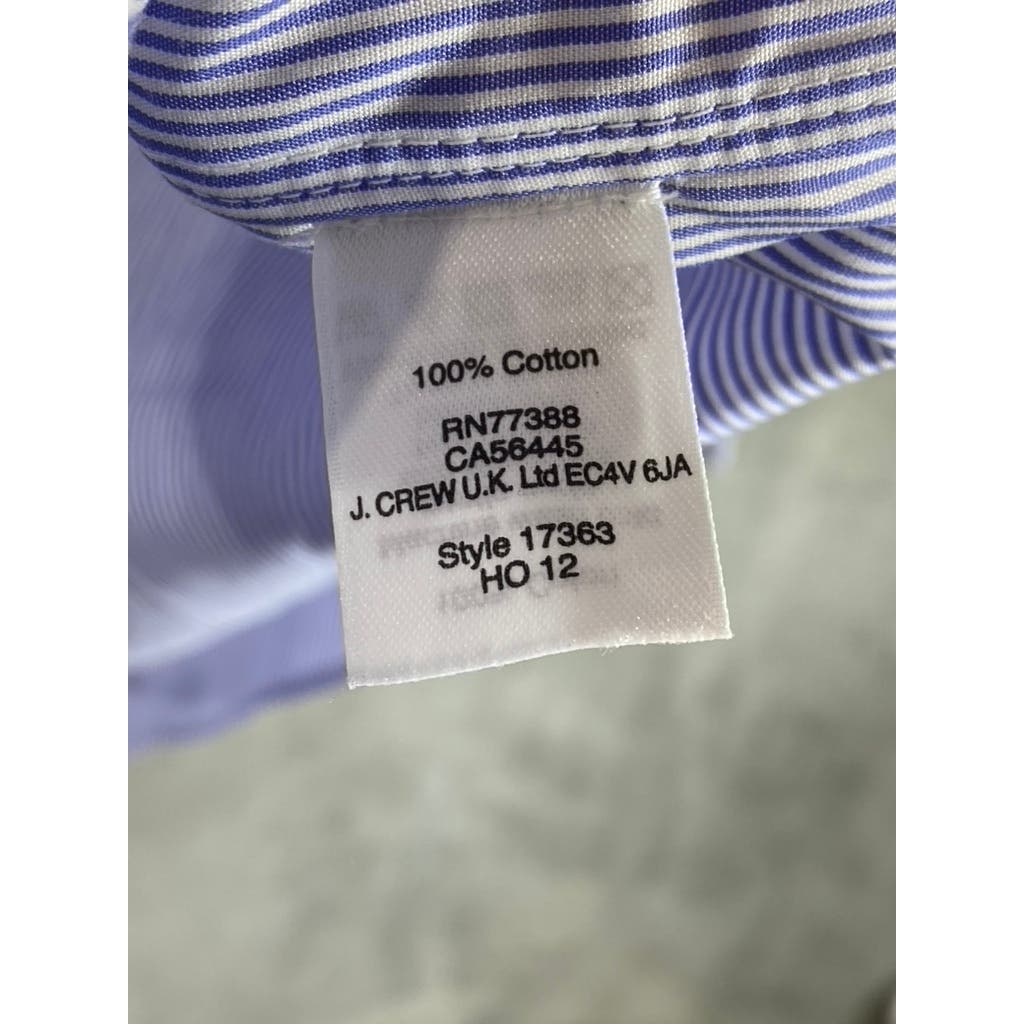 100% Cotton
RN77388
CA56445
J. CREW U.K. Ltd EC4V 6JA
Style 17363
HO 12